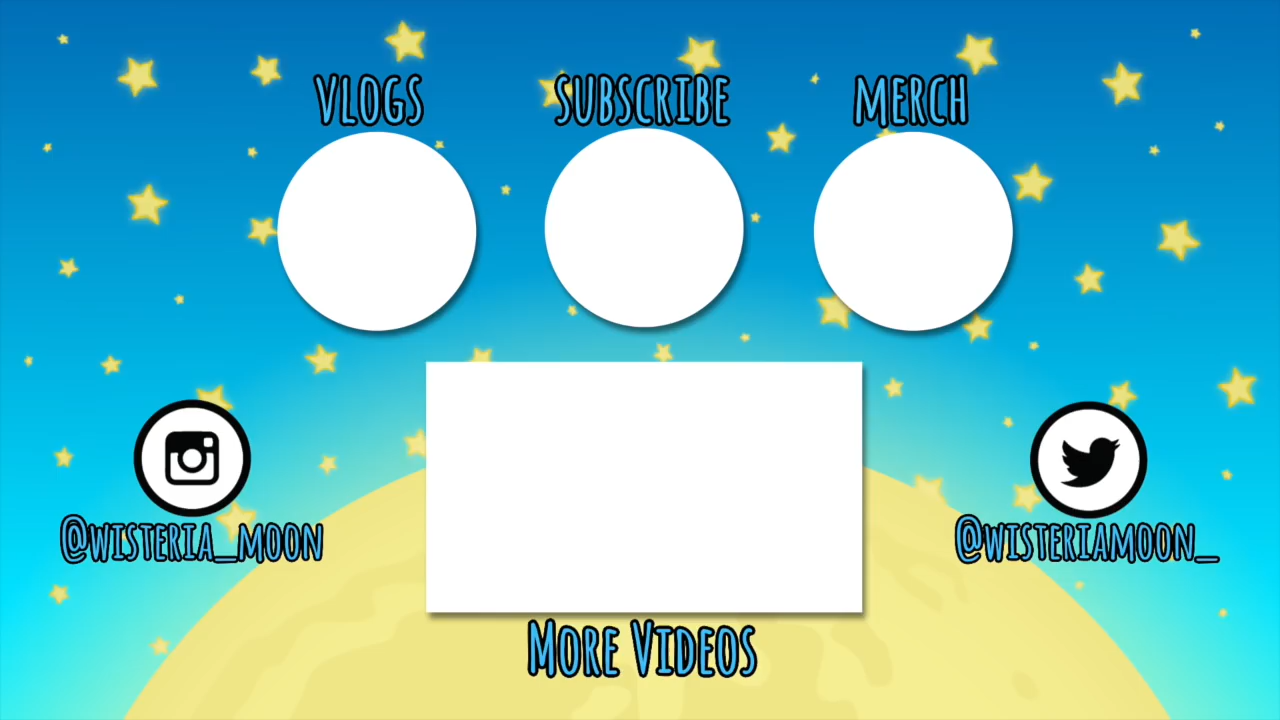 VLOGS
SUBSCRIBE
MERCH
@WISTERIA_MOON
@WISTERIAMOON_
MORE VIDEOS